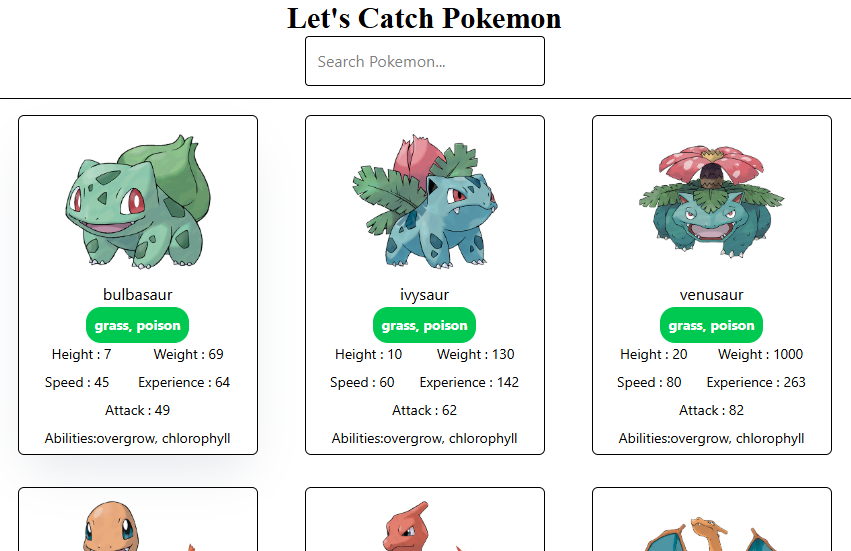 Let's Catch Pokemon
Search Pokemon...
bulbasaur
grass, poison
Height : 7 Weight : 69
Speed : 45 Experience : 64
Attack : 49
Abilities:overgrow, chlorophyll
ivysaur
grass, poison
Height : 10 Weight : 130
Speed : 60 Experience : 142
Attack : 62
Abilities:overgrow, chlorophyll
venusaur
grass, poison
Height : 20 Weight : 1000
Speed : 80 Experience : 263
Attack : 82
Abilities:overgrow, chlorophyll